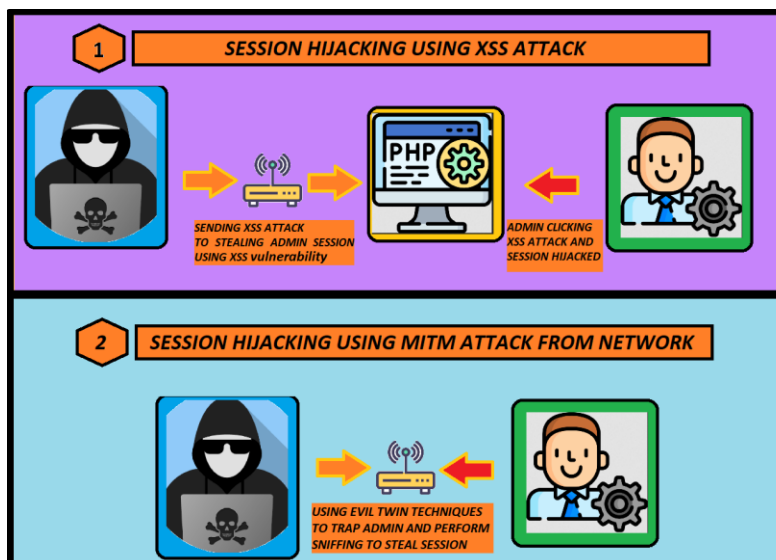 1
SESSION HIJACKING USING XSS ATTACK
PHP
SENDING XSS ATTACK
TO STEALING ADMIN SESSION
USING XSS vulnerability
ADMIN CLICKING
XSS ATTACK AND
SESSION HIJACKED
2
SESSION HIJACKING USING MITM ATTACK FROM NETWORK
USING EVIL TWIN TECHNIQUES
TO TRAP ADMIN AND PERFORM
SNIFFING TO STEAL SESSION